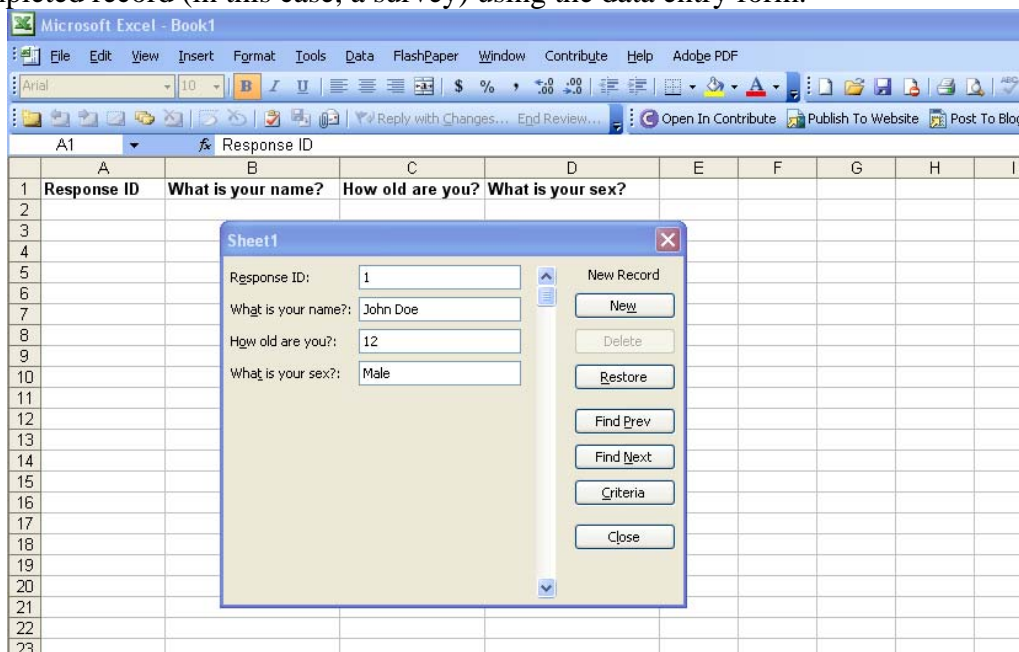 pleted record (in this case, a survey) using the data entry form.
Microsoft Excel - Book1
File Edit View Insert Format Tools Data FlashPaper Window Contribute Help Adobe PDF
Arial 10 B I U $ % , .00 A ABC
Reply with Changes... End Review... Open In Contribute Publish To Website Post To Blog
A1 fx Response ID
A B C D E F G H I
1 Response ID What is your name? How old are you? What is your sex?
2
3
Sheet1
4
5
Response ID: 1 New Record
6
What is your name?: John Doe New
7
8
How old are you?: 12 Delete
9
10
What is your sex?: Male Restore
11
12
Find Prev
13
14
Find Next
15
16
Criteria
17
18
Close
19
20
21
22
23